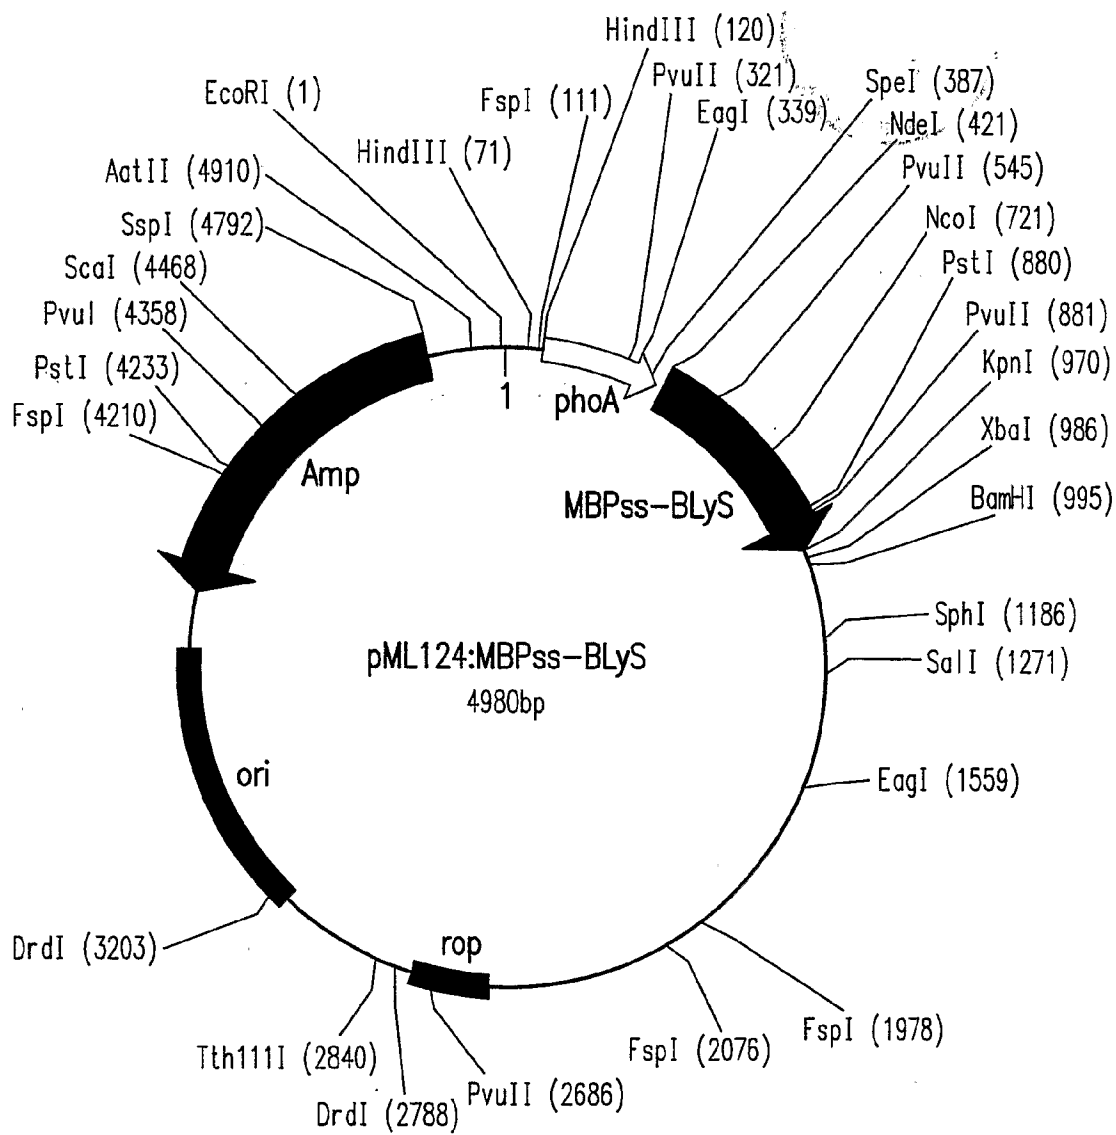 HindIII (120)
PvuII (321)
EagI (339)
SpeI (387)
NdeI (421)
PvuII (545)
NcoI (721)
PstI (880)
PvuII (881)
KpnI (970)
XbaI (986)
BamHI (995)
SphI (1186)
SalI (1271)
EagI (1559)
FspI (1978)
FspI (2076)
PvuII (2686)
DrdI (2788)
Tth111I (2840)
DrdI (3203)
FspI (4210)
PstI (4233)
PvuI (4358)
ScaI (4468)
SspI (4792)
AatII (4910)
EcoRI (1)
HindIII (71)
FspI (111)
1
phoA
MBPss-BLyS
Amp
ori
rop
pML124:MBPss-BLyS
4980bp